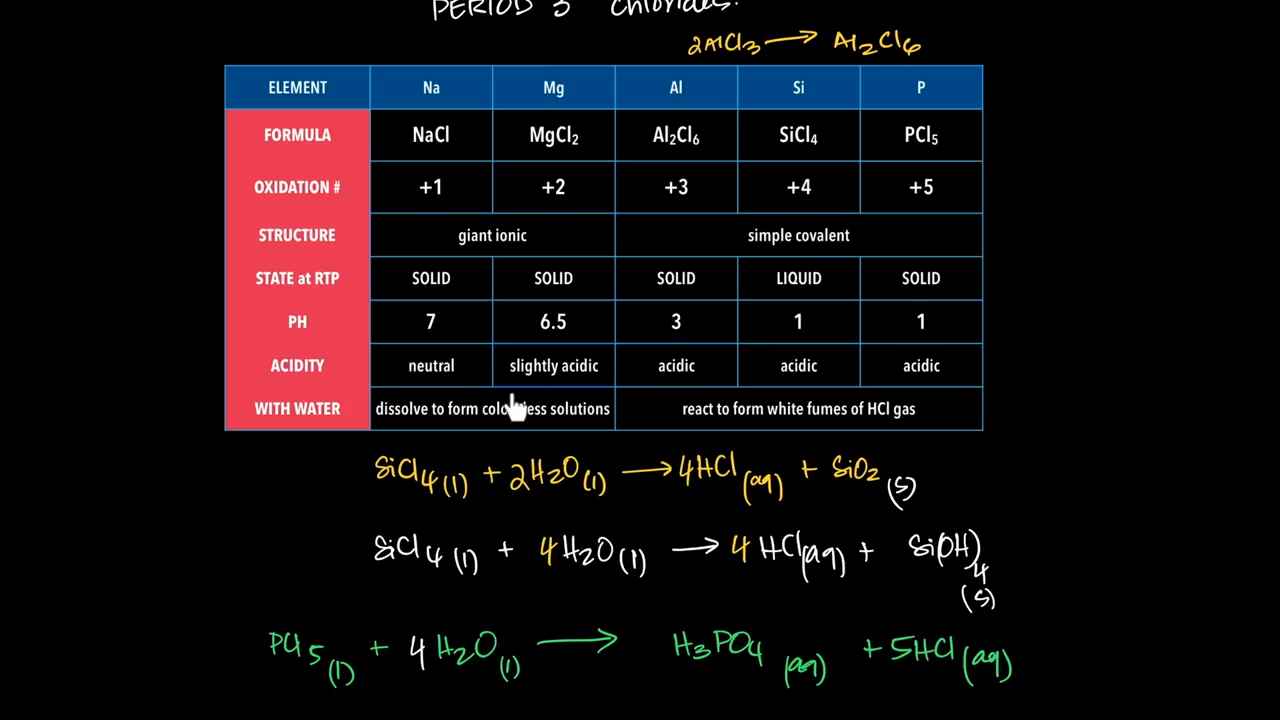 PERIOD 3 Chlorides.
2AlCl3 → Al2Cl6
ELEMENT Na Mg Al Si P
FORMULA NaCl MgCl₂ Al₂Cl₆ SiCl₄ PCl₅
OXIDATION # +1 +2 +3 +4 +5
STRUCTURE giant ionic simple covalent
STATE at RTP SOLID SOLID SOLID LIQUID SOLID
PH 7 6.5 3 1 1
ACIDITY neutral slightly acidic acidic acidic acidic
WITH WATER dissolve to form colourless solutions react to form white fumes of HCl gas
SiCl4(l) + 2H2O(l) → 4HCl(aq) + SiO2(s)
SiCl4(l) + 4H2O(l) → 4HCl(aq) + Si(OH)4(s)
PCl5(l) + 4H2O(l) → H3PO4(aq) + 5HCl(aq)